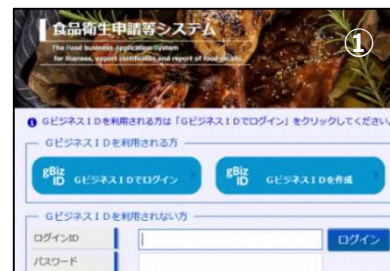 食品衛生申請等システム
The Food business Application System
for licenses, export certificates and report of food recalls
①
Gビジネス IDを利用される方は「Gビジネス IDでログイン」をクリックしてください。
GビジネスIDを利用される方
gBiz ID GビジネスIDでログイン
gBiz ID GビジネスIDを作成
GビジネスIDを利用されない方
ログインID
ログイン
パスワード